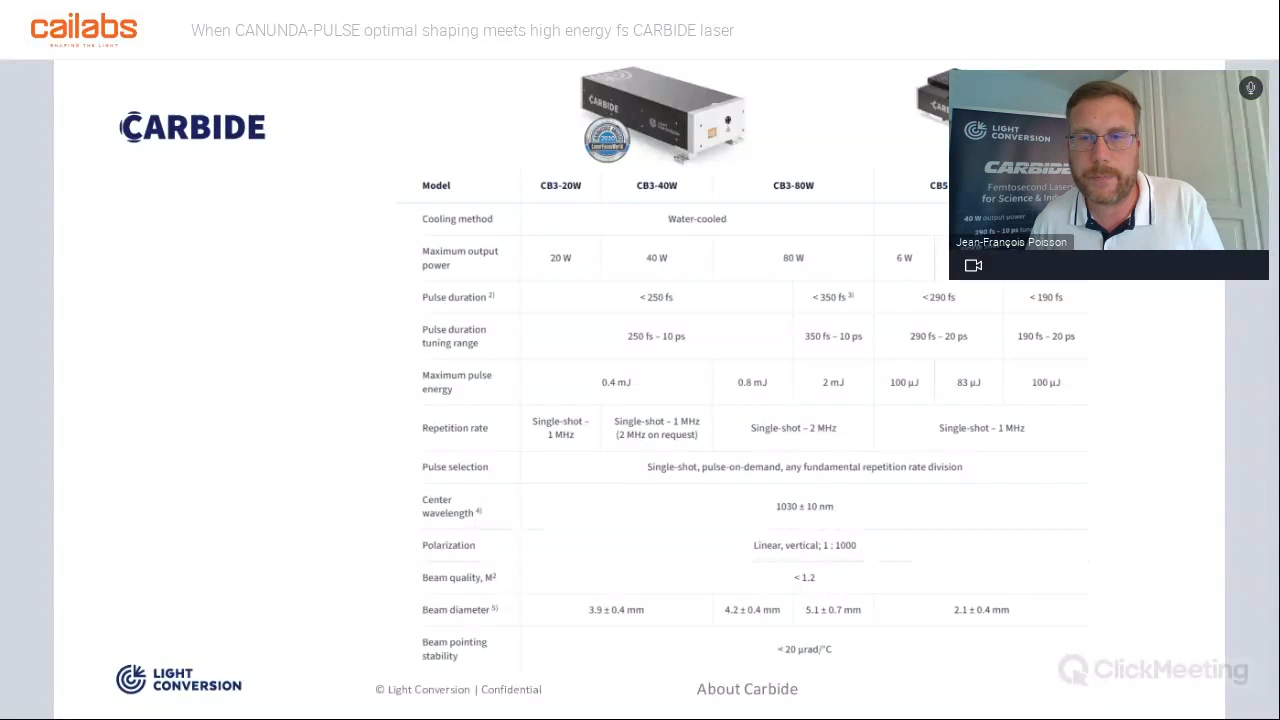 cailabs
SHAPING THE LIGHT
When CANUNDA-PULSE optimal shaping meets high energy fs CARBIDE laser
CARBIDE
CARBIDE
LIGHT CONVERSION
LaserFocusWorld
LIGHT
CONVERSION
CARBIDE
Femtosecond Lasers
for Science & Ind
40 W output power
290 fs – 10 ps
Jean-François Poisson
Model CB3-20W CB3-40W CB3-80W CB5
Cooling method Water-cooled
Maximum output
power 20 W 40 W 80 W 6 W
Pulse duration 2) < 250 fs < 350 fs 3) < 290 fs < 190 fs
Pulse duration
tuning range 250 fs – 10 ps 350 fs – 10 ps 290 fs – 20 ps 190 fs – 20 ps
Maximum pulse
energy 0.4 mJ 0.8 mJ 2 mJ 100 µJ 83 µJ 100 µJ
Repetition rate Single-shot –
1 MHz Single-shot – 1 MHz
(2 MHz on request) Single-shot – 2 MHz Single-shot – 1 MHz
Pulse selection Single-shot, pulse-on-demand, any fundamental repetition rate division
Center
wavelength 4) 1030 ± 10 nm
Polarization Linear, vertical; 1 : 1000
Beam quality, M² < 1.2
Beam diameter 5) 3.9 ± 0.4 mm 4.2 ± 0.4 mm 5.1 ± 0.7 mm 2.1 ± 0.4 mm
Beam pointing
stability < 20 µrad/°C
LIGHT
CONVERSION
© Light Conversion | Confidential
About Carbide
ClickMeeting